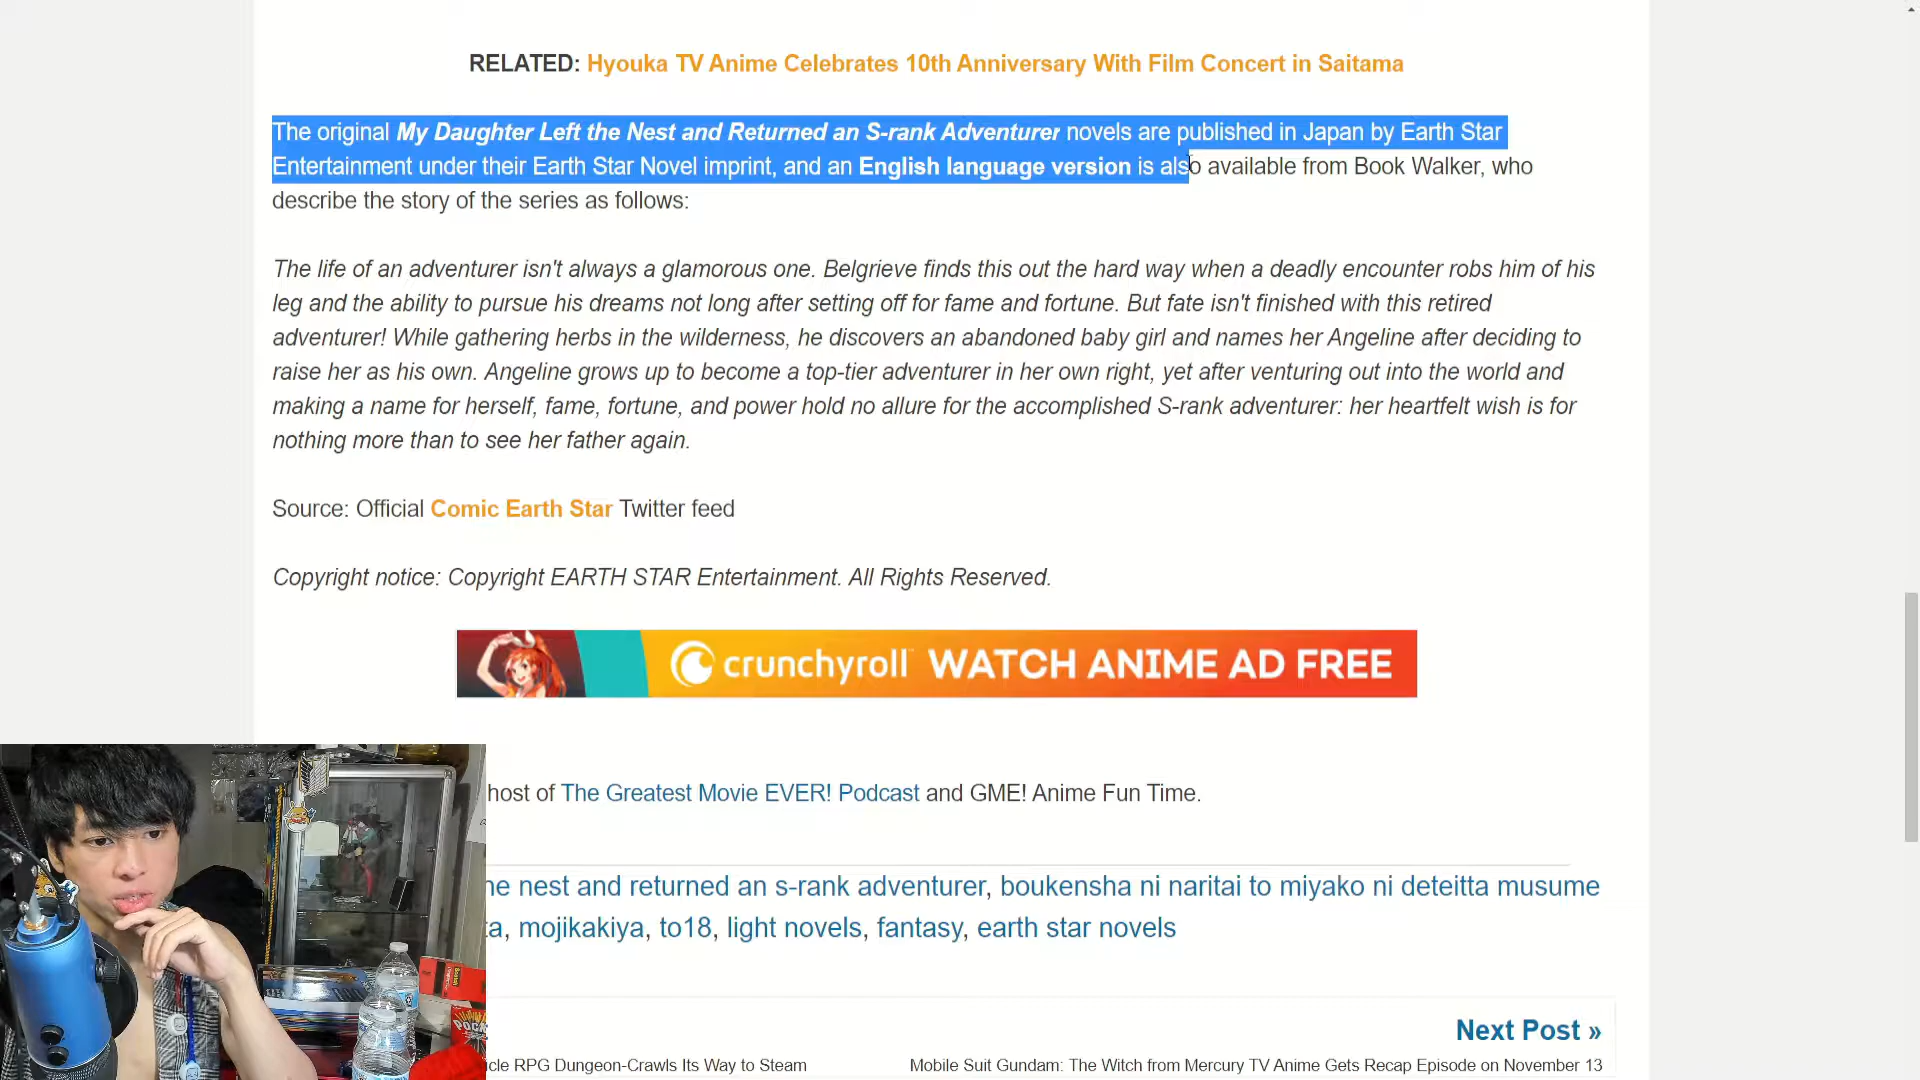 RELATED: Hyouka TV Anime Celebrates 10th Anniversary With Film Concert in Saitama
The original My Daughter Left the Nest and Returned an S-rank Adventurer novels are published in Japan by Earth Star
Entertainment under their Earth Star Novel imprint, and an English language version is also available from Book Walker, who
describe the story of the series as follows:
The life of an adventurer isn't always a glamorous one. Belgrieve finds this out the hard way when a deadly encounter robs him of his
leg and the ability to pursue his dreams not long after setting off for fame and fortune. But fate isn't finished with this retired
adventurer! While gathering herbs in the wilderness, he discovers an abandoned baby girl and names her Angeline after deciding to
raise her as his own. Angeline grows up to become a top-tier adventurer in her own right, yet after venturing out into the world and
making a name for herself, fame, fortune, and power hold no allure for the accomplished S-rank adventurer: her heartfelt wish is for
nothing more than to see her father again.
Source: Official Comic Earth Star Twitter feed
Copyright notice: Copyright EARTH STAR Entertainment. All Rights Reserved.
crunchyroll WATCH ANIME AD FREE
host of The Greatest Movie EVER! Podcast and GME! Anime Fun Time.
he nest and returned an s-rank adventurer, boukensha ni naritai to miyako ni deteitta musume
ta, mojikakiya, to18, light novels, fantasy, earth star novels
Next Post »
cle RPG Dungeon-Crawls Its Way to Steam
Mobile Suit Gundam: The Witch from Mercury TV Anime Gets Recap Episode on November 13